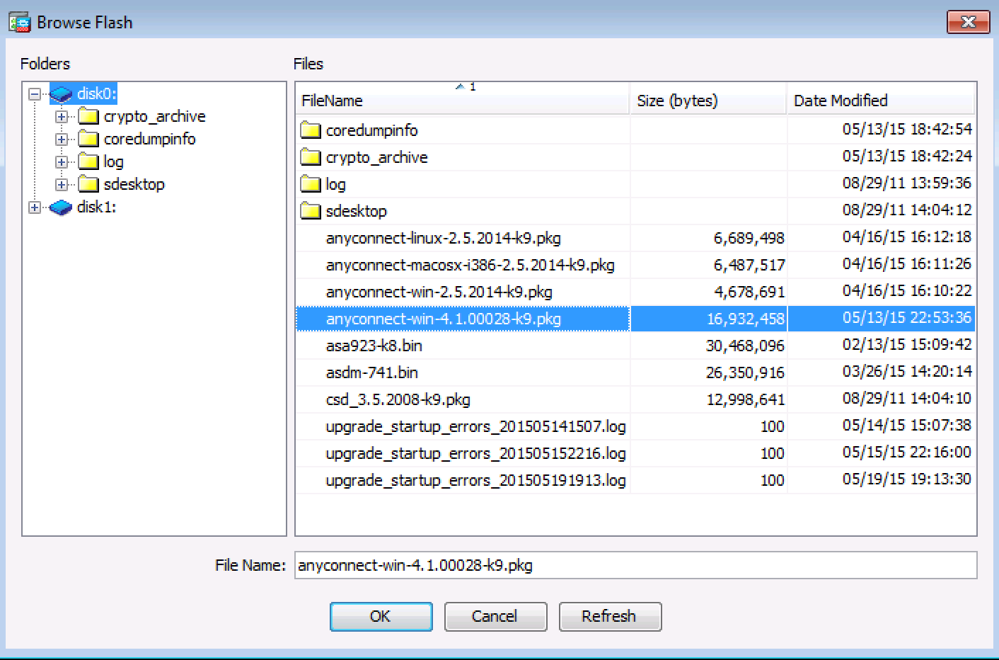 Browse Flash
Folders
disk0:
crypto_archive
coredumpinfo
log
sdesktop
disk1:
Files
1
FileName Size (bytes) Date Modified
coredumpinfo 05/13/15 18:42:54
crypto_archive 05/13/15 18:42:24
log 08/29/11 13:59:36
sdesktop 08/29/11 14:04:12
anyconnect-linux-2.5.2014-k9.pkg 6,689,498 04/16/15 16:12:18
anyconnect-macosx-i386-2.5.2014-k9.pkg 6,487,517 04/16/15 16:11:26
anyconnect-win-2.5.2014-k9.pkg 4,678,691 04/16/15 16:10:22
anyconnect-win-4.1.00028-k9.pkg 16,932,458 05/13/15 22:53:36
asa923-k8.bin 30,468,096 02/13/15 15:09:42
asdm-741.bin 26,350,916 03/26/15 14:20:14
csd_3.5.2008-k9.pkg 12,998,641 08/29/11 14:04:10
upgrade_startup_errors_201505141507.log 100 05/14/15 15:07:38
upgrade_startup_errors_201505152216.log 100 05/15/15 22:16:00
upgrade_startup_errors_201505191913.log 100 05/19/15 19:13:30
File Name: anyconnect-win-4.1.00028-k9.pkg
OK Cancel Refresh